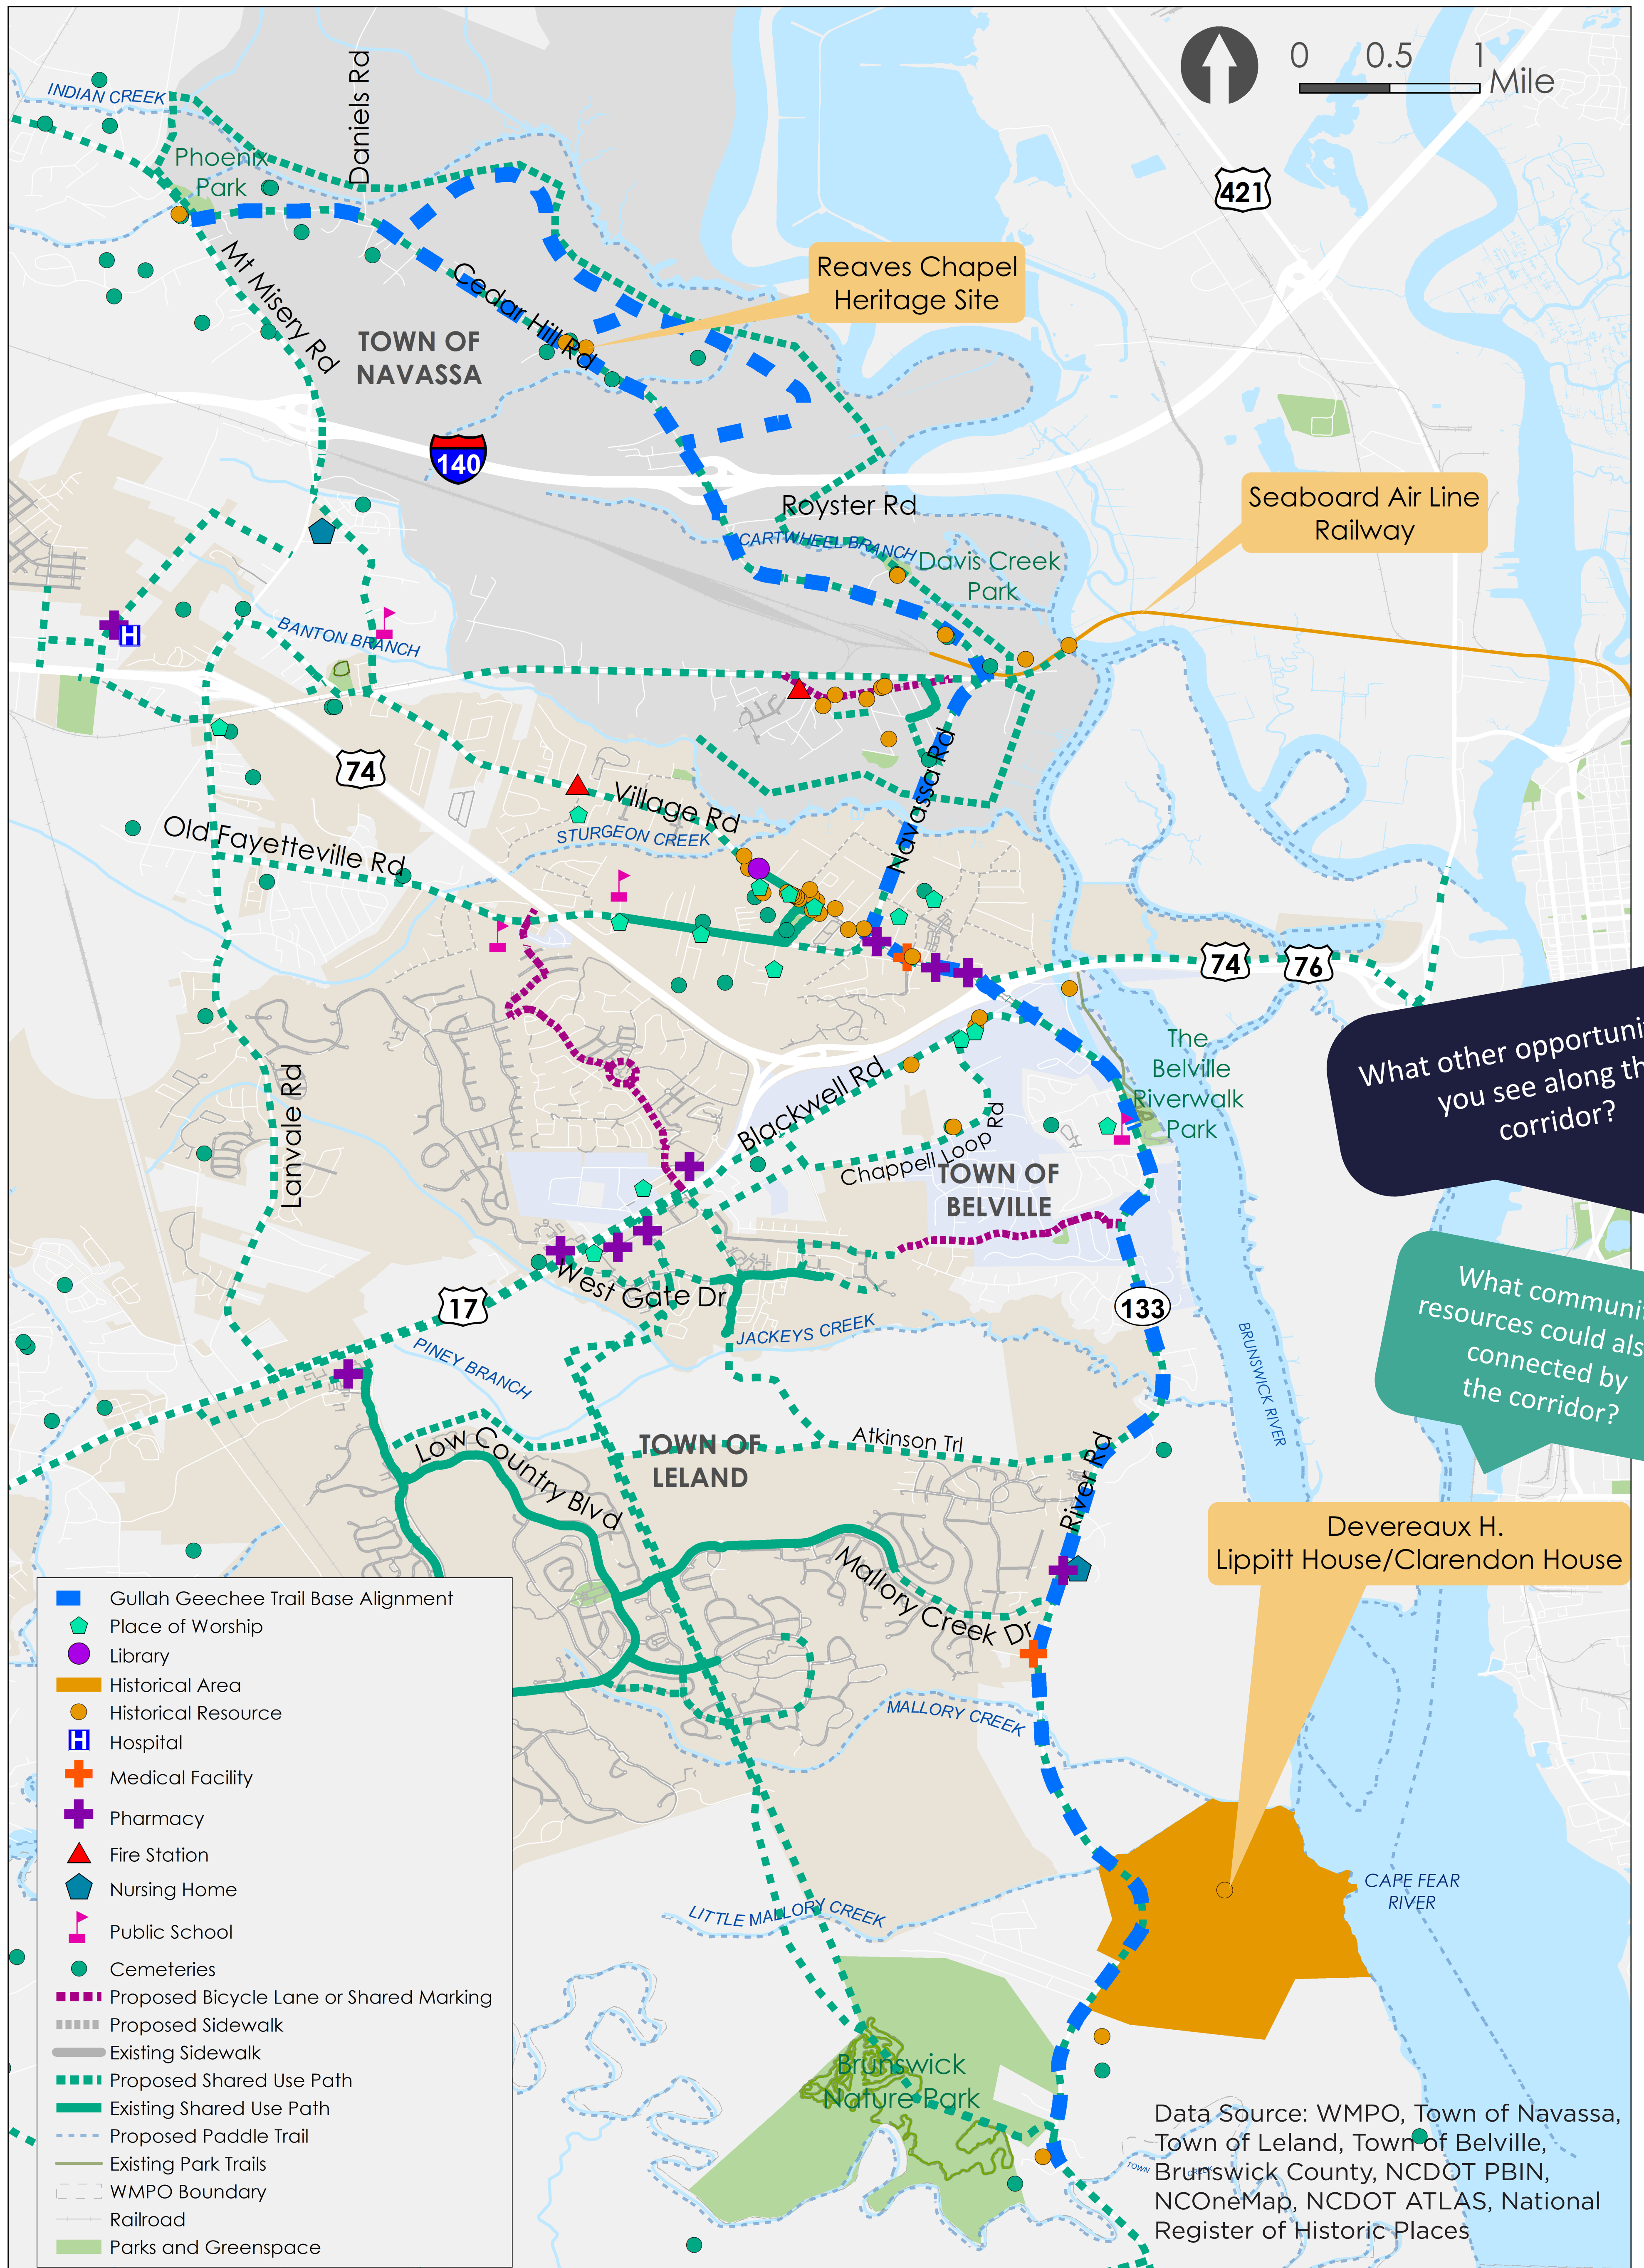 0 0.5 1
Mile
INDIAN CREEK
Daniels Rd
Phoenix
Park
421
Mt Misery Rd
Cedar Hill Rd
Reaves Chapel
Heritage Site
TOWN OF
NAVASSA
140
Royster Rd
CARTWHEEL BRANCH
Davis Creek
Park
Seaboard Air Line
Railway
H
BANTON BRANCH
74
Village Rd
STURGEON CREEK
Navassa Rd
Old Fayetteville Rd
74
76
The
Belville
Riverwalk
Park
What other opportuni
you see along th
corridor?
Lanvale Rd
Blackwell Rd
Chappell Loop Rd
TOWN OF
BELVILLE
West Gate Dr
17
133
JACKEYS CREEK
PINEY BRANCH
BRUNSWICK RIVER
What communi
resources could als
connected by
the corridor?
Low Country Blvd
TOWN OF
LELAND
Atkinson Trl
River Rd
Devereaux H.
Lippitt House/Clarendon House
Mallory Creek Dr
MALLORY CREEK
CAPE FEAR
RIVER
LITTLE MALLORY CREEK
Brunswick
Nature Park
TOWN
Gullah Geechee Trail Base Alignment
Place of Worship
Library
Historical Area
Historical Resource
H Hospital
Medical Facility
Pharmacy
Fire Station
Nursing Home
Public School
Cemeteries
Proposed Bicycle Lane or Shared Marking
Proposed Sidewalk
Existing Sidewalk
Proposed Shared Use Path
Existing Shared Use Path
Proposed Paddle Trail
Existing Park Trails
WMPO Boundary
Railroad
Parks and Greenspace
Data Source: WMPO, Town of Navassa,
Town of Leland, Town of Belville,
Brunswick County, NCDOT PBIN,
NCOneMap, NCDOT ATLAS, National
Register of Historic Places